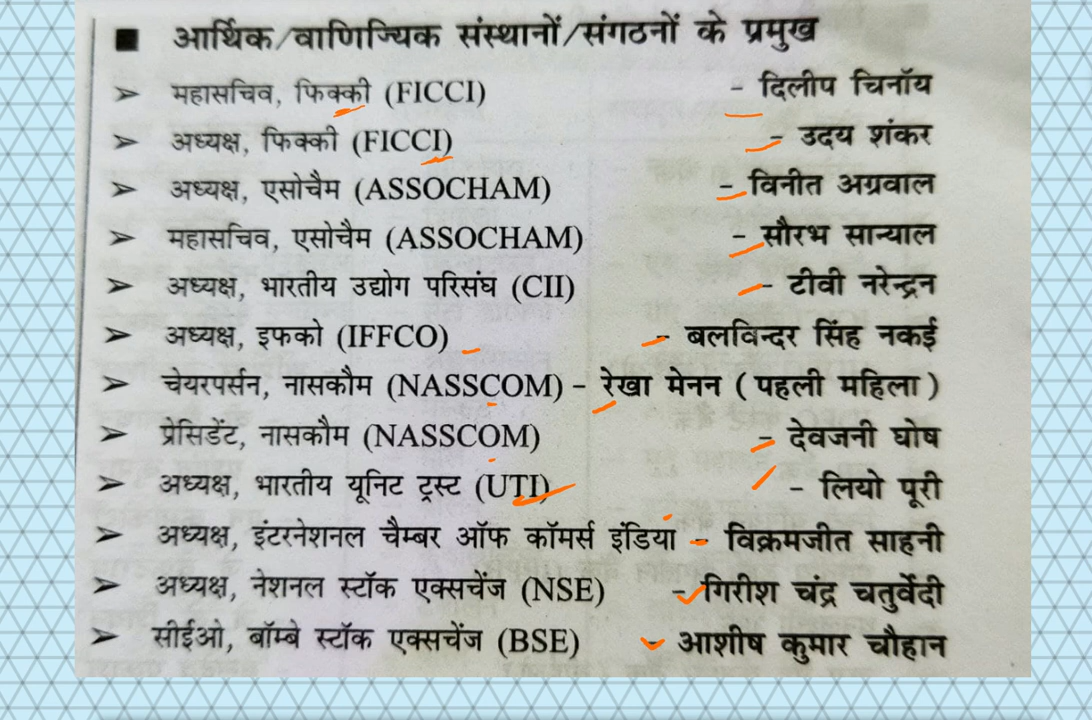 ■ आर्थिक/वाणिज्यिक संस्थानों/संगठनों के प्रमुख
➤ महासचिव, फिक्की (FICCI) - दिलीप चिनॉय
➤ अध्यक्ष, फिक्की (FICCI) - उदय शंकर
➤ अध्यक्ष, एसोचैम (ASSOCHAM) - विनीत अग्रवाल
➤ महासचिव, एसोचैम (ASSOCHAM) - सौरभ सान्याल
➤ अध्यक्ष, भारतीय उद्योग परिसंघ (CII) - टीवी नरेन्द्रन
➤ अध्यक्ष, इफको (IFFCO) - बलविन्दर सिंह नकई
➤ चेयरपर्सन, नासकौम (NASSCOM) - रेखा मेनन ( पहली महिला )
➤ प्रेसिडेंट, नासकौम (NASSCOM) - देवजनी घोष
➤ अध्यक्ष, भारतीय यूनिट ट्रस्ट (UTI) - लियो पूरी
➤ अध्यक्ष, इंटरनेशनल चैम्बर ऑफ कॉमर्स इंडिया - विक्रमजीत साहनी
➤ अध्यक्ष, नेशनल स्टॉक एक्सचेंज (NSE) - गिरीश चंद्र चतुर्वेदी
➤ सीईओ, बॉम्बे स्टॉक एक्सचेंज (BSE) - आशीष कुमार चौहान